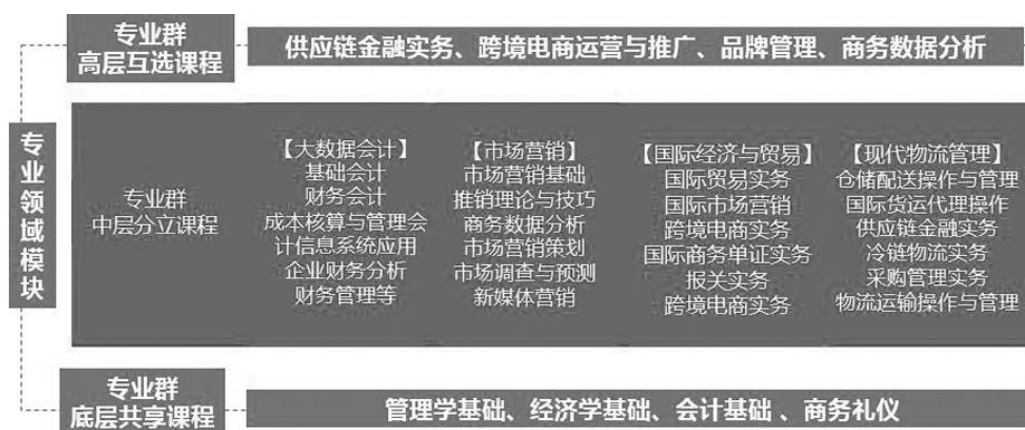 专业群
高层互选课程
供应链金融实务、跨境电商运营与推广、品牌管理、商务数据分析
专业领域模块
专业群
中层分立课程
【大数据会计】
基础会计
财务会计
成本核算与管理会
计信息系统应用
企业财务分析
财务管理等
【市场营销】
市场营销基础
推销理论与技巧
商务数据分析
市场营销策划
市场调查与预测
新媒体营销
【国际经济与贸易】
国际贸易实务
国际市场营销
跨境电商实务
国际商务单证实务
报关实务
跨境电商实务
【现代物流管理】
仓储配送操作与管理
国际货运代理操作
供应链金融实务
冷链物流实务
采购管理实务
物流运输操作与管理
专业群
底层共享课程
管理学基础、经济学基础、会计基础 、商务礼仪